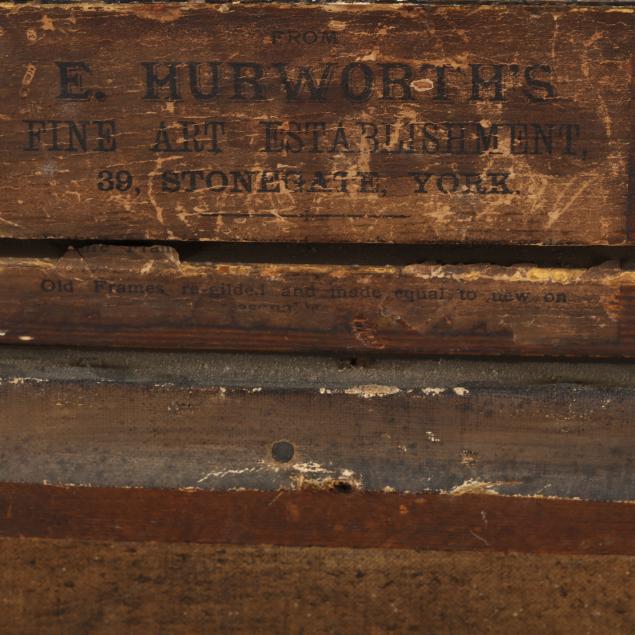 FROM
E. HURWORTH'S
FINE ART ESTABLISHMENT,
39, STONEGATE, YORK.
Old Frames re-gilded and made equal to new on